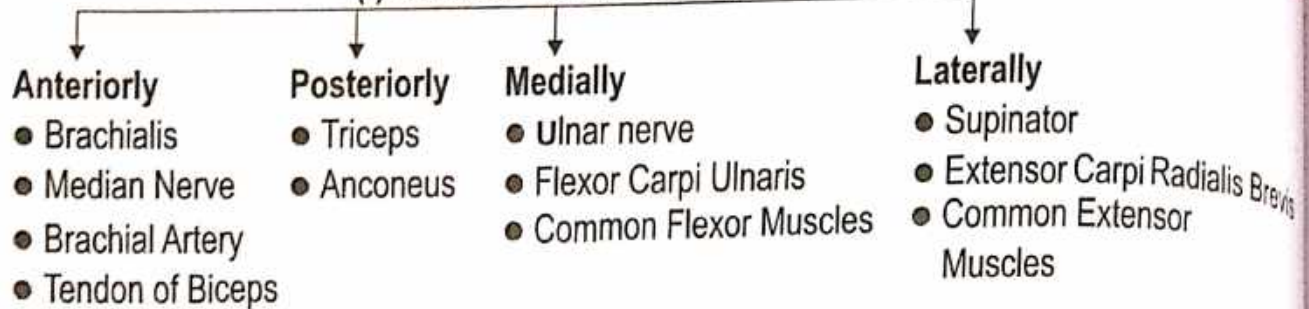 Anteriorly
● Brachialis
● Median Nerve
● Brachial Artery
● Tendon of Biceps
Posteriorly
● Triceps
● Anconeus
Medially
● Ulnar nerve
● Flexor Carpi Ulnaris
● Common Flexor Muscles
Laterally
● Supinator
● Extensor Carpi Radialis Brevis
● Common Extensor
Muscles